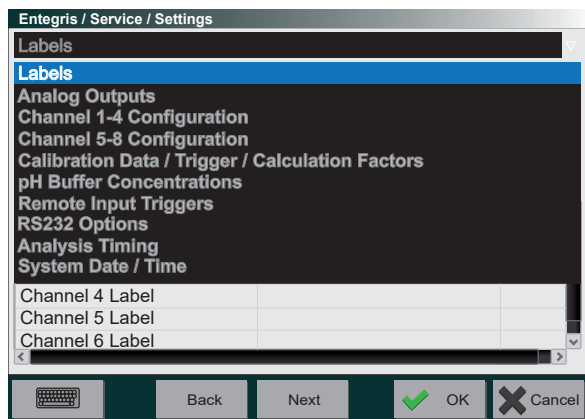 Entegris / Service / Settings
Labels
Labels
Analog Outputs
Channel 1-4 Configuration
Channel 5-8 Configuration
Calibration Data / Trigger / Calculation Factors
pH Buffer Concentrations
Remote Input Triggers
RS232 Options
Analysis Timing
System Date / Time
Channel 4 Label
Channel 5 Label
Channel 6 Label
Back
Next
OK
Cancel